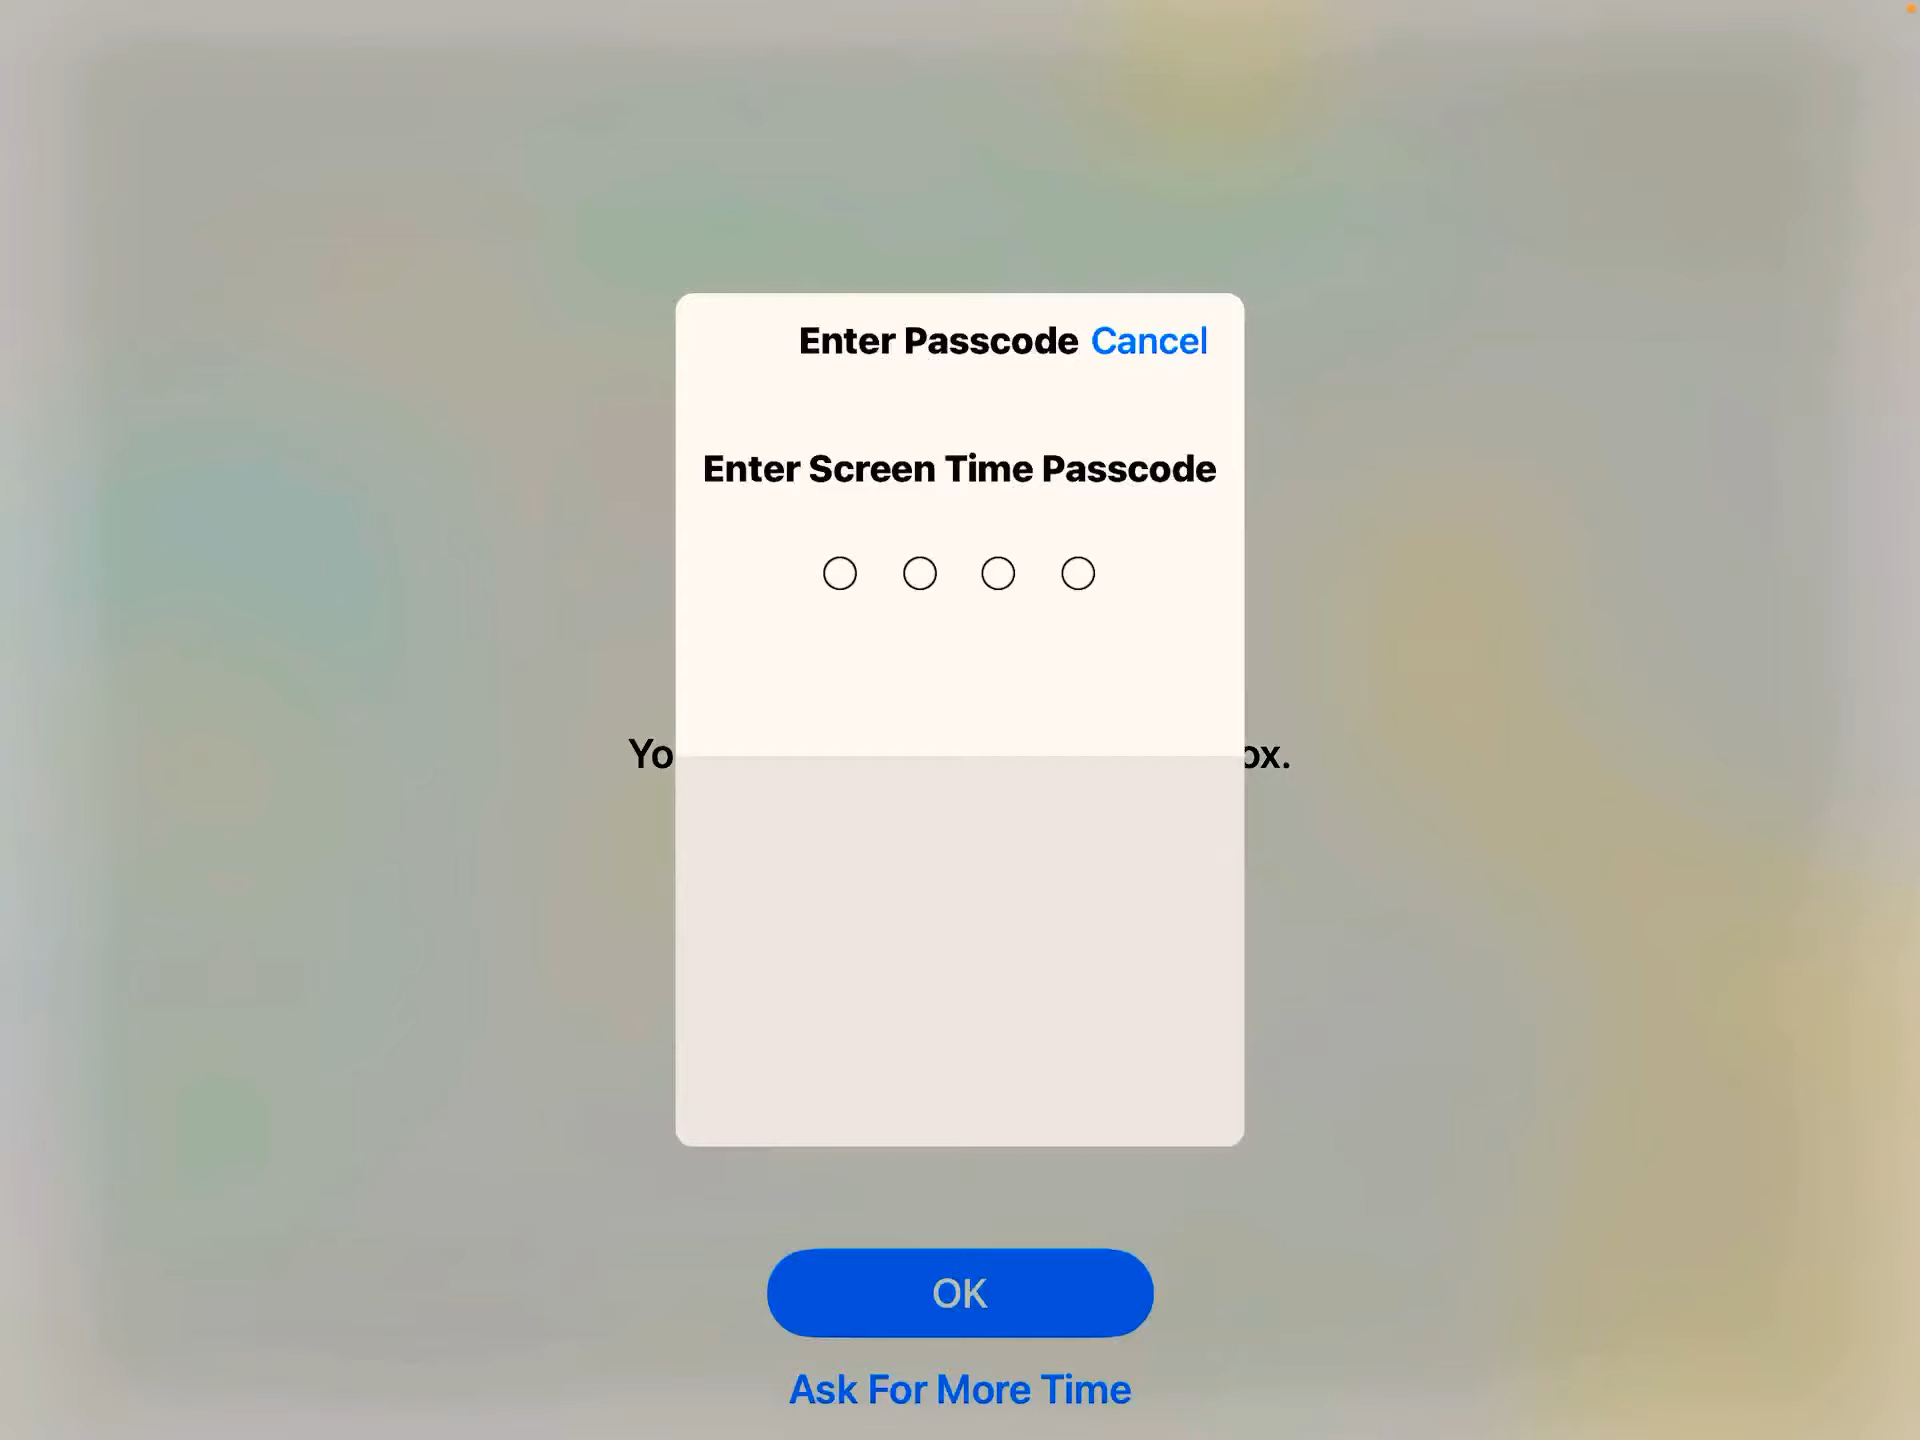 Enter Passcode Cancel
Enter Screen Time Passcode
Yo ox.
OK
Ask For More Time